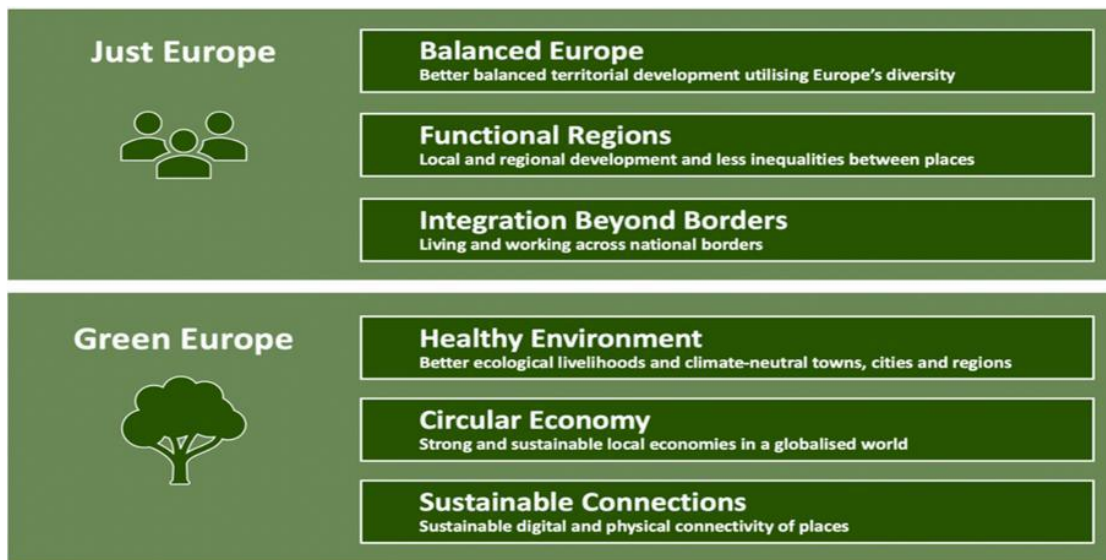 Just Europe
Balanced Europe
Better balanced territorial development utilising Europe's diversity
Functional Regions
Local and regional development and less inequalities between places
Integration Beyond Borders
Living and working across national borders
Green Europe
Healthy Environment
Better ecological livelihoods and climate-neutral towns, cities and regions
Circular Economy
Strong and sustainable local economies in a globalised world
Sustainable Connections
Sustainable digital and physical connectivity of places